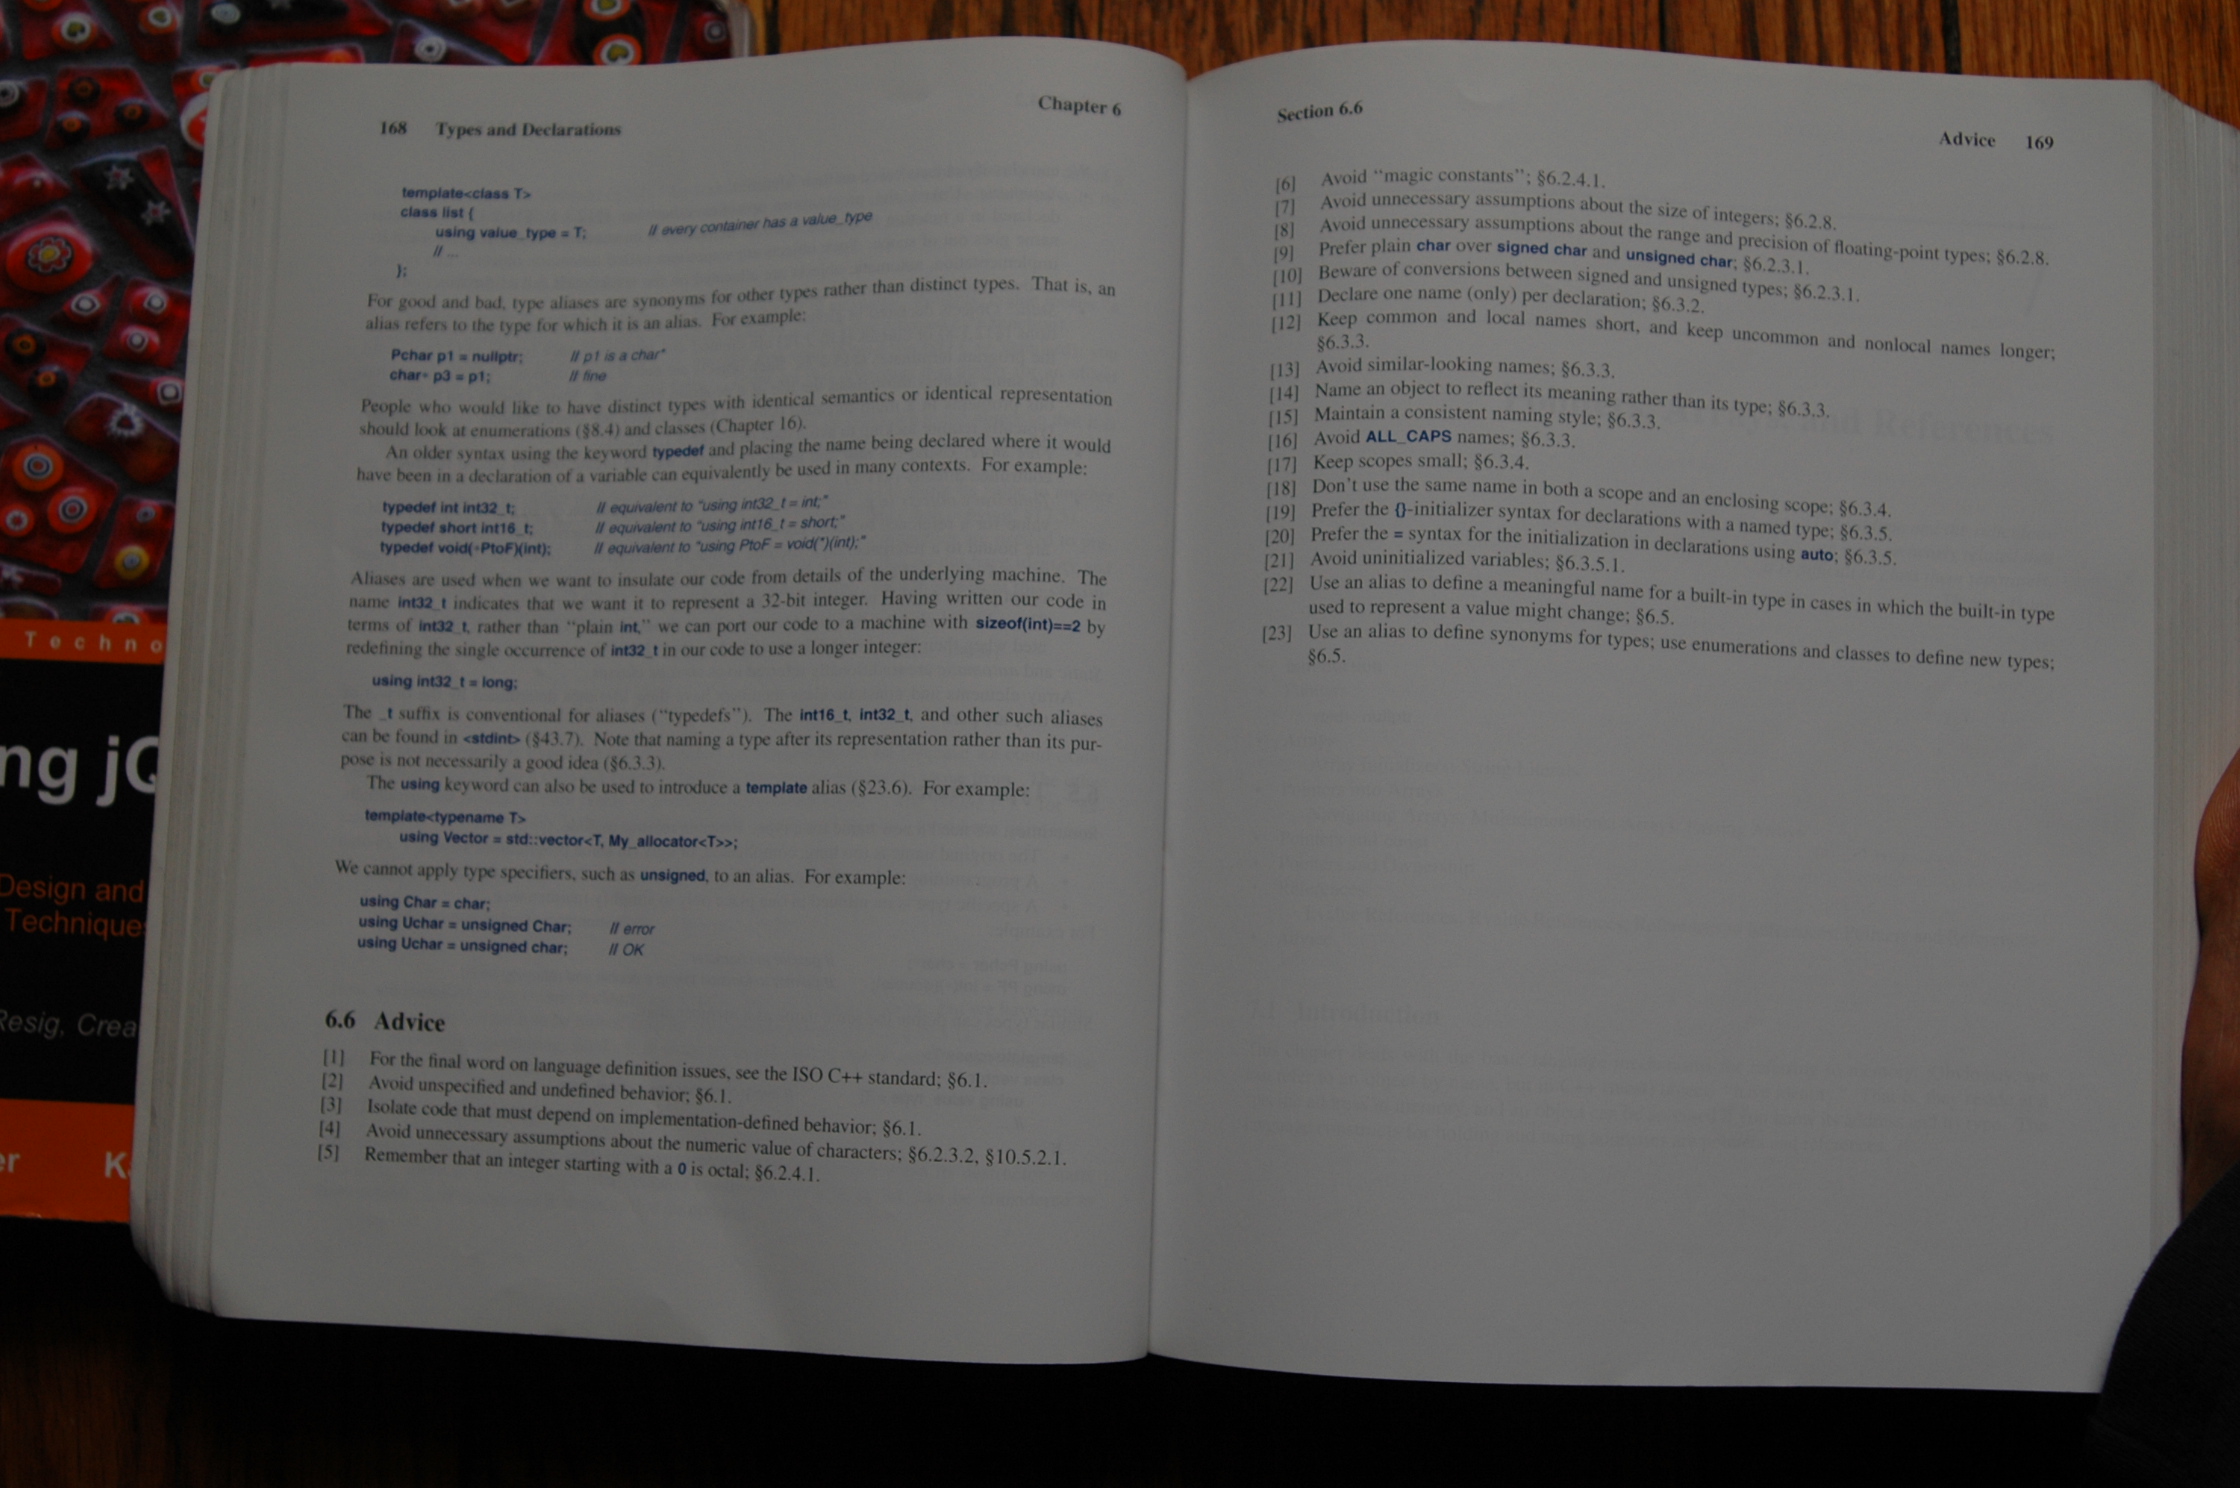 168 Types and Declarations Chapter 6
template<class T>
class list {
using value_type = T; // every container has a value_type
// ...
};
For good and bad, type aliases are synonyms for other types rather than distinct types. That is, an
alias refers to the type for which it is an alias. For example:
Pchar p1 = nullptr; // p1 is a char*
char* p3 = p1; // fine
People who would like to have distinct types with identical semantics or identical representation
should look at enumerations (§8.4) and classes (Chapter 16).
An older syntax using the keyword typedef and placing the name being declared where it would
have been in a declaration of a variable can equivalently be used in many contexts. For example:
typedef int int32_t; // equivalent to "using int32_t = int;"
typedef short int16_t; // equivalent to "using int16_t = short;"
typedef void(*PtoF)(int); // equivalent to "using PtoF = void(*)(int);"
Aliases are used when we want to insulate our code from details of the underlying machine. The
name int32_t indicates that we want it to represent a 32-bit integer. Having written our code in
terms of int32_t, rather than "plain int," we can port our code to a machine with sizeof(int)==2 by
redefining the single occurrence of int32_t in our code to use a longer integer:
using int32_t = long;
The _t suffix is conventional for aliases ("typedefs"). The int16_t, int32_t, and other such aliases
can be found in <stdint> (§43.7). Note that naming a type after its representation rather than its pur-
pose is not necessarily a good idea (§6.3.3).
The using keyword can also be used to introduce a template alias (§23.6). For example:
template<typename T>
using Vector = std::vector<T, My_allocator<T>>;
We cannot apply type specifiers, such as unsigned, to an alias. For example:
using Char = char;
using Uchar = unsigned Char; // error
using Uchar = unsigned char; // OK
6.6 Advice
[1] For the final word on language definition issues, see the ISO C++ standard; §6.1.
[2] Avoid unspecified and undefined behavior; §6.1.
[3] Isolate code that must depend on implementation-defined behavior; §6.1.
[4] Avoid unnecessary assumptions about the numeric value of characters; §6.2.3.2, §10.5.2.1.
[5] Remember that an integer starting with a 0 is octal; §6.2.4.1.
Section 6.6 Advice 169
[6] Avoid "magic constants"; §6.2.4.1.
[7] Avoid unnecessary assumptions about the size of integers; §6.2.8.
[8] Avoid unnecessary assumptions about the range and precision of floating-point types; §6.2.8.
[9] Prefer plain char over signed char and unsigned char; §6.2.3.1.
[10] Beware of conversions between signed and unsigned types; §6.2.3.1.
[11] Declare one name (only) per declaration; §6.3.2.
[12] Keep common and local names short, and keep uncommon and nonlocal names longer;
§6.3.3.
[13] Avoid similar-looking names; §6.3.3.
[14] Name an object to reflect its meaning rather than its type; §6.3.3.
[15] Maintain a consistent naming style; §6.3.3.
[16] Avoid ALL_CAPS names; §6.3.3.
[17] Keep scopes small; §6.3.4.
[18] Don't use the same name in both a scope and an enclosing scope; §6.3.4.
[19] Prefer the {}-initializer syntax for declarations with a named type; §6.3.5.
[20] Prefer the = syntax for the initialization in declarations using auto; §6.3.5.
[21] Avoid uninitialized variables; §6.3.5.1.
[22] Use an alias to define a meaningful name for a built-in type in cases in which the built-in type
used to represent a value might change; §6.5.
[23] Use an alias to define synonyms for types; use enumerations and classes to define new types;
§6.5.
Techno
ng jQ
Design and
Technique
Resig, Crea
er K